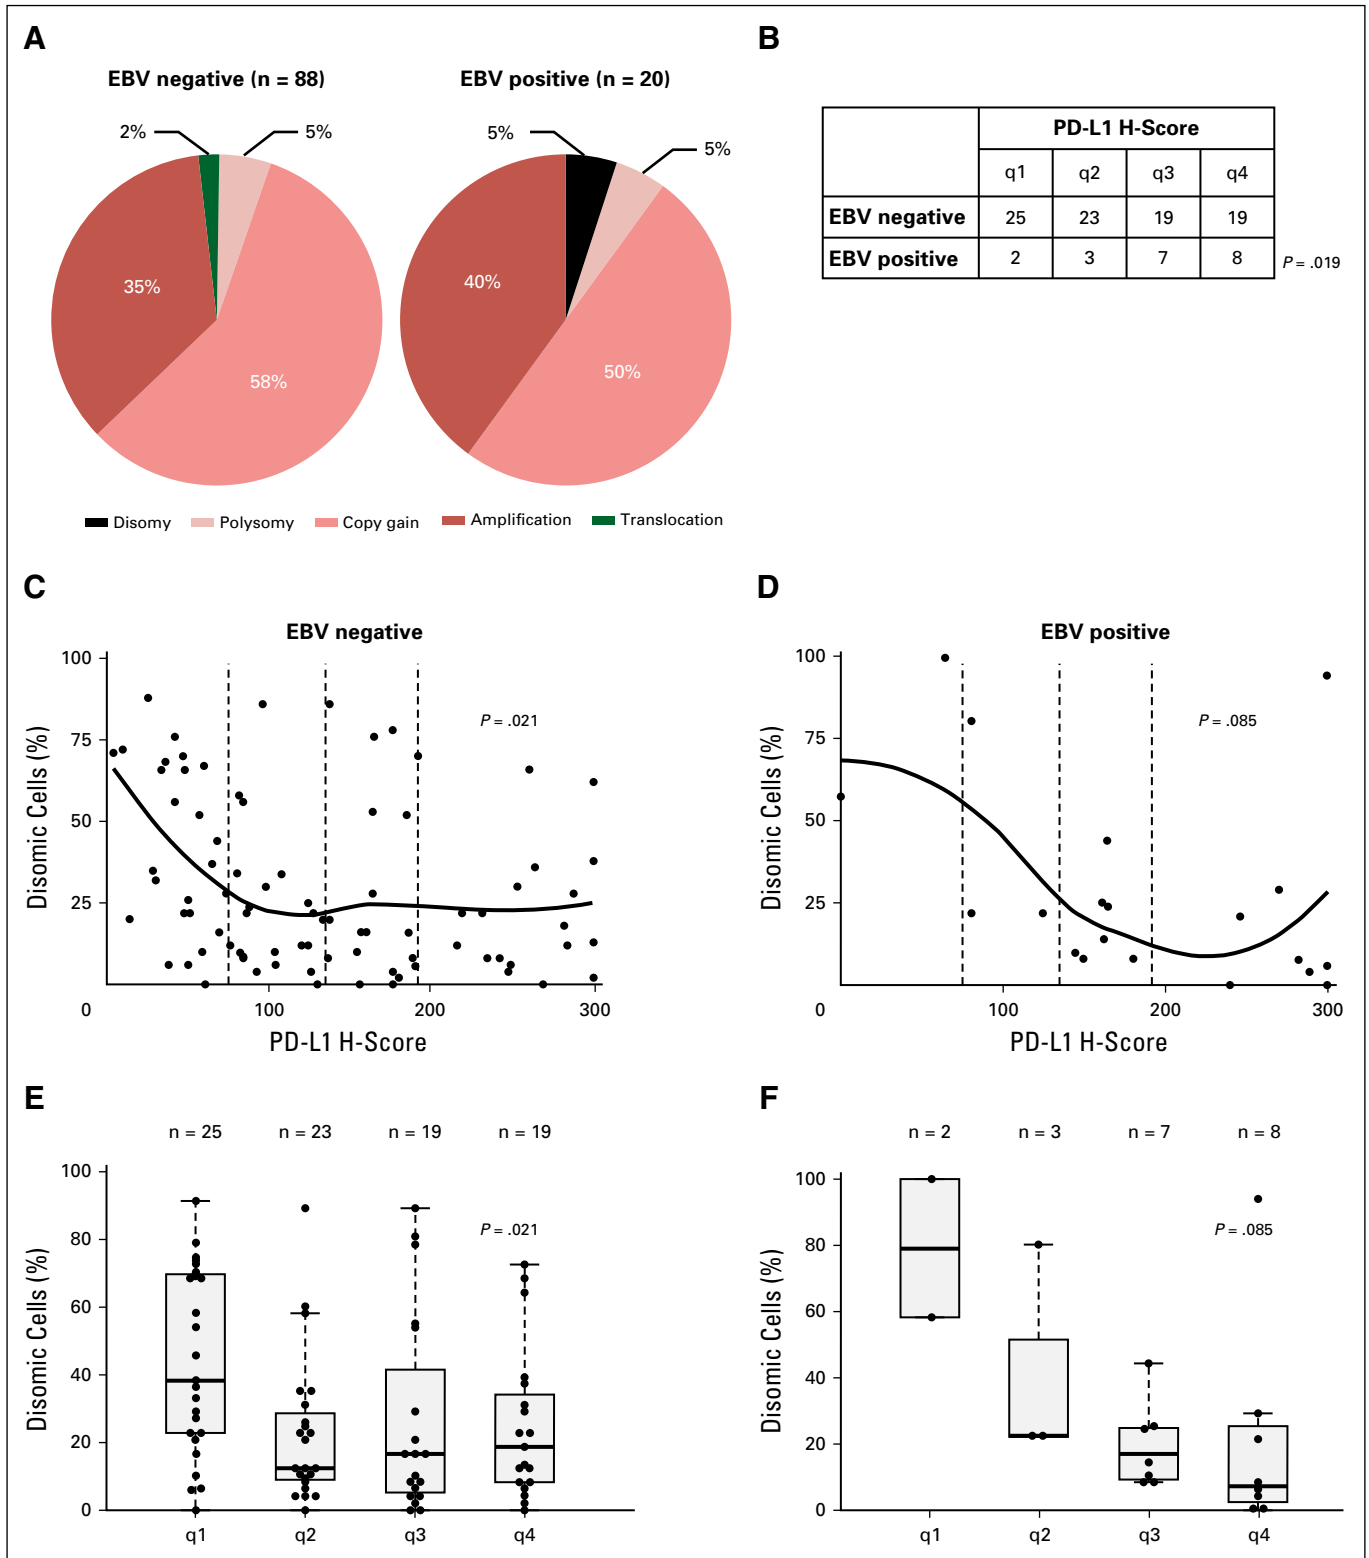 A
EBV negative (n = 88)
EBV positive (n = 20)
2%
5%
35%
58%
5%
5%
40%
50%
Disomy Polysomy Copy gain Amplification Translocation
B
PD-L1 H-Score
q1 q2 q3 q4
EBV negative 25 23 19 19
EBV positive 2 3 7 8
P = .019
C
EBV negative
100
75
50
25
0 100 200 300
P = .021
Disomic Cells (%)
PD-L1 H-Score
D
EBV positive
100
75
50
25
0 100 200 300
P = .085
Disomic Cells (%)
PD-L1 H-Score
E
n = 25 n = 23 n = 19 n = 19
100
80
60
40
20
0
P = .021
Disomic Cells (%)
q1 q2 q3 q4
F
n = 2 n = 3 n = 7 n = 8
100
80
60
40
20
0
P = .085
Disomic Cells (%)
q1 q2 q3 q4